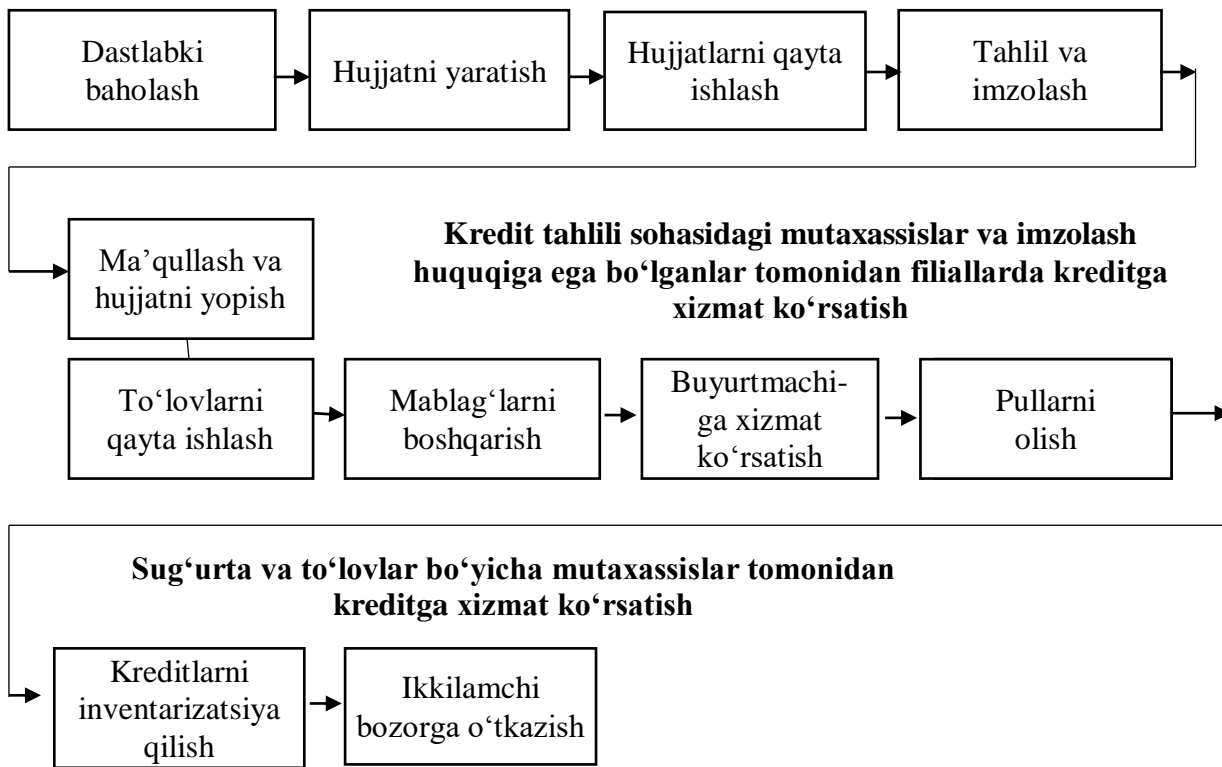 Dastlabki
baholash
Hujjatni yaratish
Hujjatlarni qayta
ishlash
Tahlil va
imzolash
Ma’qullash va
hujjatni yopish
Kredit tahlili sohasidagi mutaxassislar va imzolash
huquqiga ega bo‘lganlar tomonidan filiallarda kreditga
xizmat ko‘rsatish
To‘lovlarni
qayta ishlash
Mablag‘larni
boshqarish
Buyurtmachi-
ga xizmat
ko‘rsatish
Pullarni
olish
Sug‘urta va to‘lovlar bo‘yicha mutaxassislar tomonidan
kreditga xizmat ko‘rsatish
Kreditlarni
inventarizatsiya
qilish
Ikkilamchi
bozorga o‘tkazish